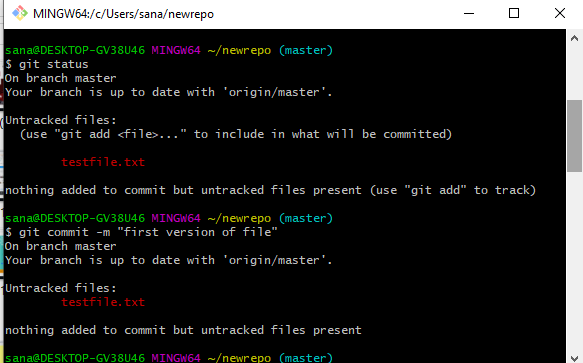 MINGW64:/c/Users/sana/newrepo
sana@DESKTOP-GV38U46 MINGW64 ~/newrepo (master)
$ git status
On branch master
Your branch is up to date with 'origin/master'.
Untracked files:
(use "git add <file>..." to include in what will be committed)
testfile.txt
nothing added to commit but untracked files present (use "git add" to track)
sana@DESKTOP-GV38U46 MINGW64 ~/newrepo (master)
$ git commit -m "first version of file"
On branch master
Your branch is up to date with 'origin/master'.
Untracked files:
testfile.txt
nothing added to commit but untracked files present
sana@DESKTOP-GV38U46 MINGW64 ~/newrepo (master)